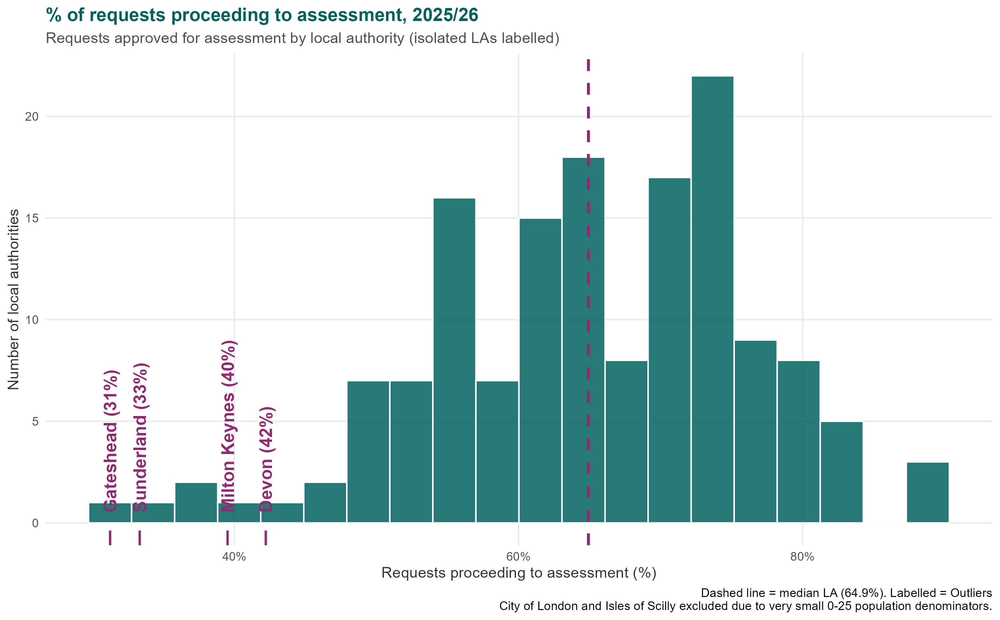 % of requests proceeding to assessment, 2025/26
Requests approved for assessment by local authority (isolated LAs labelled)
Number of local authorities
20
15
10
5
0
Gateshead (31%)
Sunderland (33%)
Milton Keynes (40%)
Devon (42%)
40%
60%
80%
Requests proceeding to assessment (%)
Dashed line = median LA (64.9%). Labelled = Outliers
City of London and Isles of Scilly excluded due to very small 0-25 population denominators.